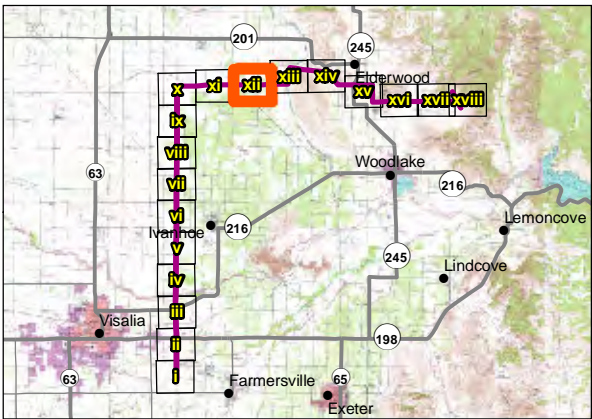 201
245
Elderwood
x
xi
xii
xiii
xiv
xv
xvi
xvii
xviii
ix
viii
63
vii
Woodlake
216
vi
Ivanhoe
216
Lemoncove
v
245
iv
Lindcove
iii
Visalia
198
ii
63
i
Farmersville
65
Exeter